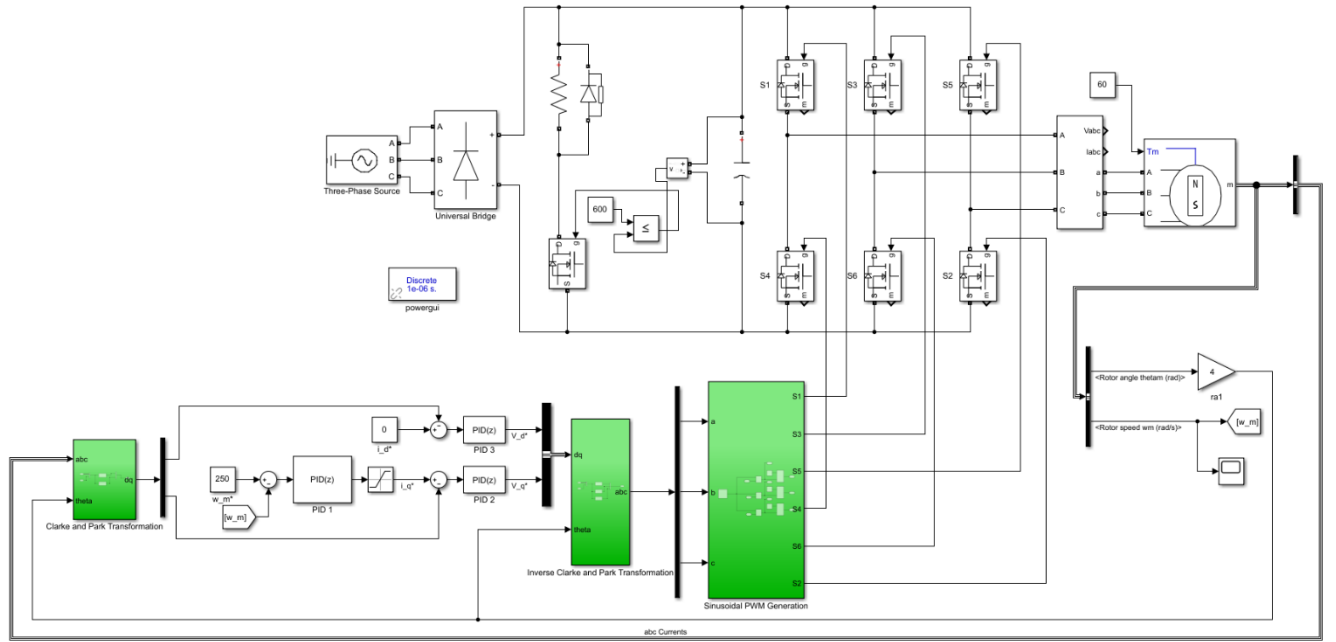 S1
S3
S5
60
Tm
A
B
C
Three-Phase Source
A
B
C
+
-
Universal Bridge
g
D
S
600
≤
v
+
-
g
D
S
m
g
D
S
m
g
D
S
m
A
B
C
Vabc
Iabc
a
b
c
A
B
C
N
S
m
S4
S6
S2
g
D
S
m
g
D
S
m
g
D
S
m
Discrete
1e-06 s.
powergui
<Rotor angle thetam (rad)>
4
ra1
<Rotor speed wm (rad/s)>
[w_m]
abc
theta
dq
Clarke and Park Transformation
0
i_d*
+
-
PID(z)
PID 3
V_d*
250
w_m*
[w_m]
+
-
PID(z)
PID 1
i_q*
+
-
PID(z)
PID 2
V_q*
dq
theta
abc
Inverse Clarke and Park Transformation
a
b
c
S1
S3
S5
S4
S6
S2
Sinusoidal PWM Generation
abc Currents